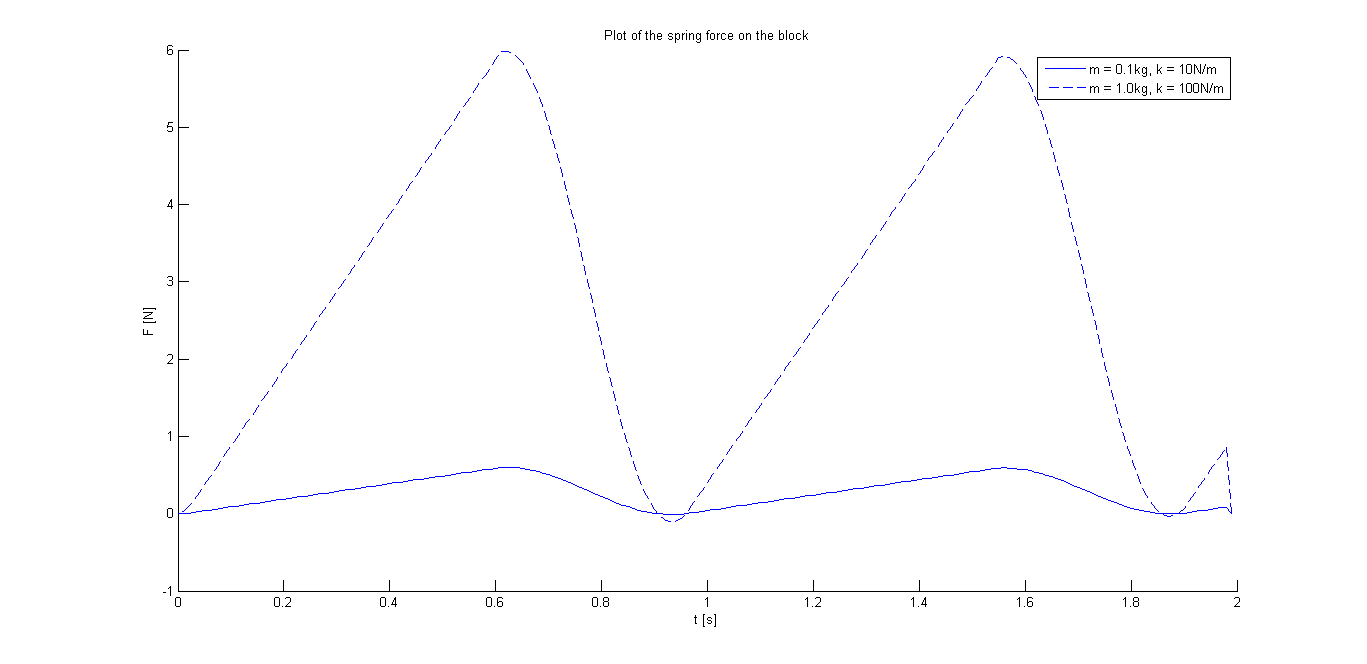 Plot of the spring force on the block
m = 0.1kg, k = 10N/m
m = 1.0kg, k = 100N/m
6
5
4
3
2
1
0
-1
F [N]
0 0.2 0.4 0.6 0.8 1 1.2 1.4 1.6 1.8 2
t [s]